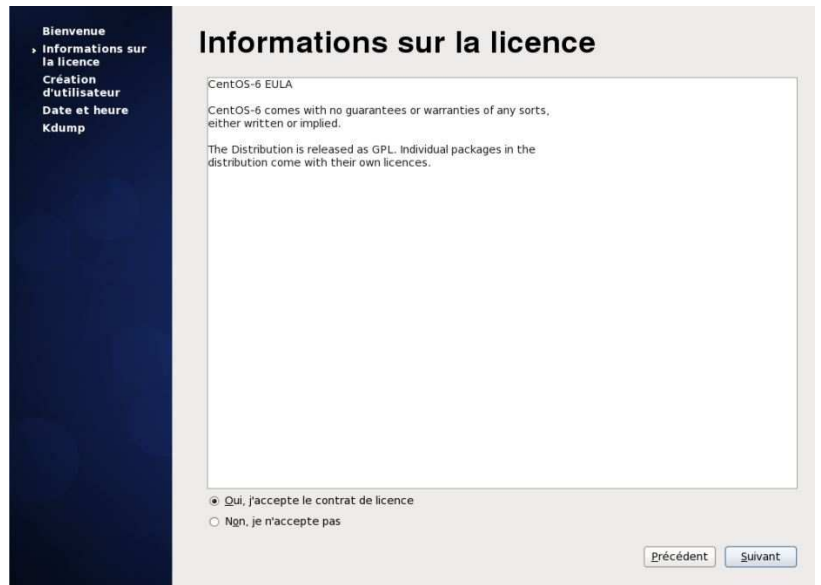 Bienvenue
Informations sur
la licence
Création
d'utilisateur
Date et heure
Kdump
Informations sur la licence
CentOS-6 EULA
CentOS-6 comes with no guarantees or warranties of any sorts,
either written or implied.
The Distribution is released as GPL. Individual packages in the
distribution come with their own licences.
Oui, j'accepte le contrat de licence
Non, je n'accepte pas
Précédent
Suivant